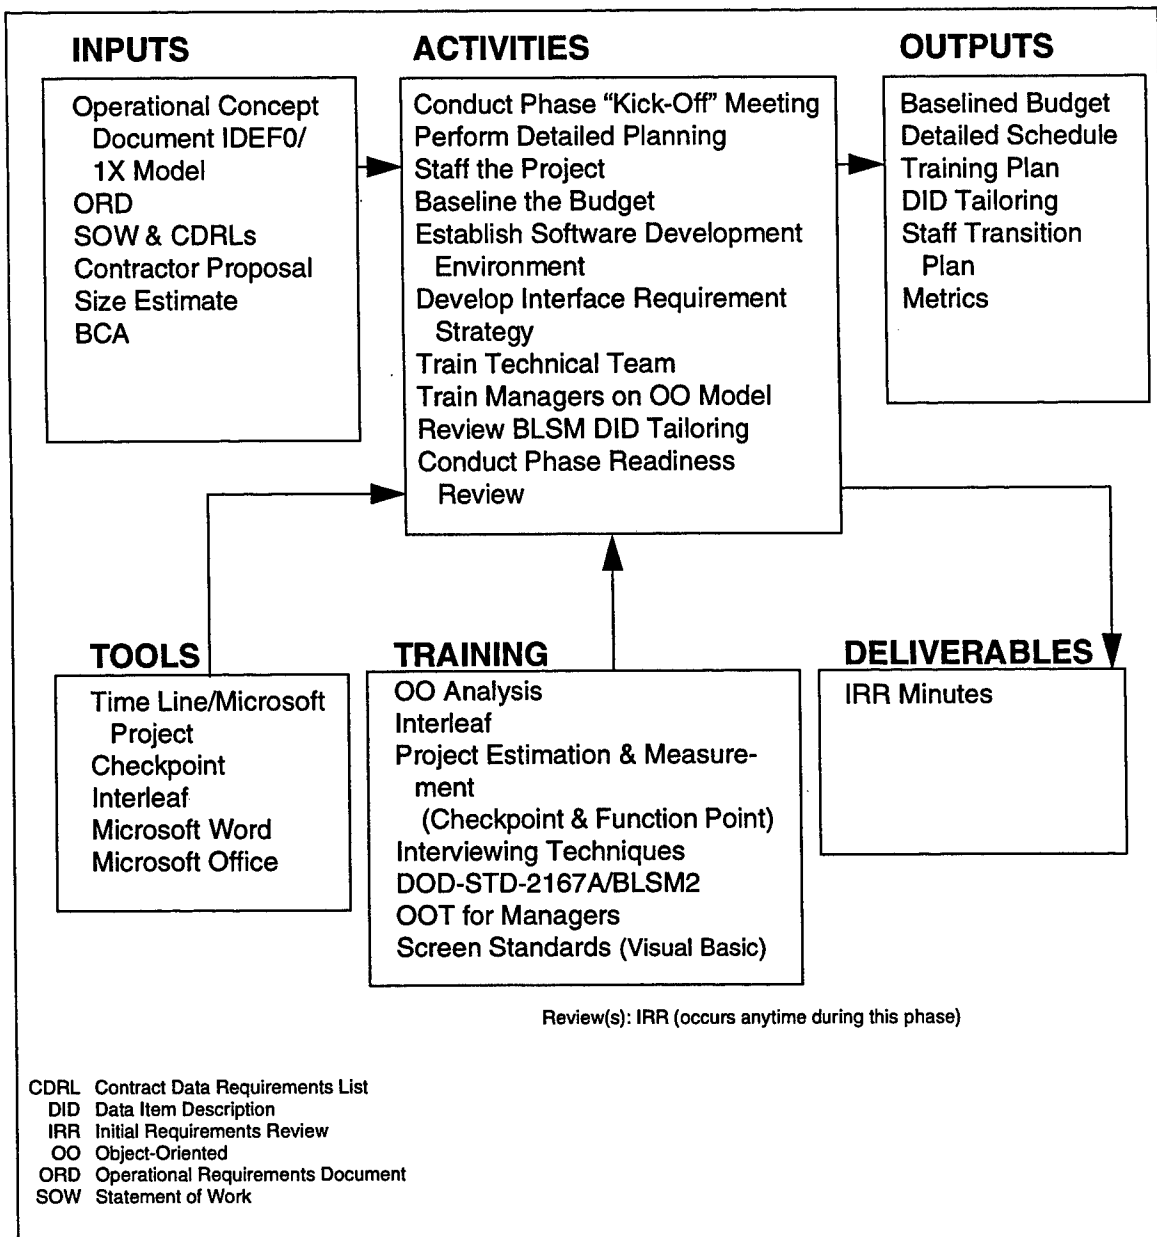 INPUTS
Operational Concept
Document IDEF0/
1X Model
ORD
SOW & CDRLs
Contractor Proposal
Size Estimate
BCA
ACTIVITIES
Conduct Phase “Kick-Off” Meeting
Perform Detailed Planning
Staff the Project
Baseline the Budget
Establish Software Development
Environment
Develop Interface Requirement
Strategy
Train Technical Team
Train Managers on OO Model
Review BLSM DID Tailoring
Conduct Phase Readiness
Review
OUTPUTS
Baselined Budget
Detailed Schedule
Training Plan
DID Tailoring
Staff Transition
Plan
Metrics
TOOLS
Time Line/Microsoft
Project
Checkpoint
Interleaf
Microsoft Word
Microsoft Office
TRAINING
OO Analysis
Interleaf
Project Estimation & Measure-
ment
(Checkpoint & Function Point)
Interviewing Techniques
DOD-STD-2167A/BLSM2
OOT for Managers
Screen Standards (Visual Basic)
DELIVERABLES
IRR Minutes
Review(s): IRR (occurs anytime during this phase)
CDRL Contract Data Requirements List
DID Data Item Description
IRR Initial Requirements Review
OO Object-Oriented
ORD Operational Requirements Document
SOW Statement of Work